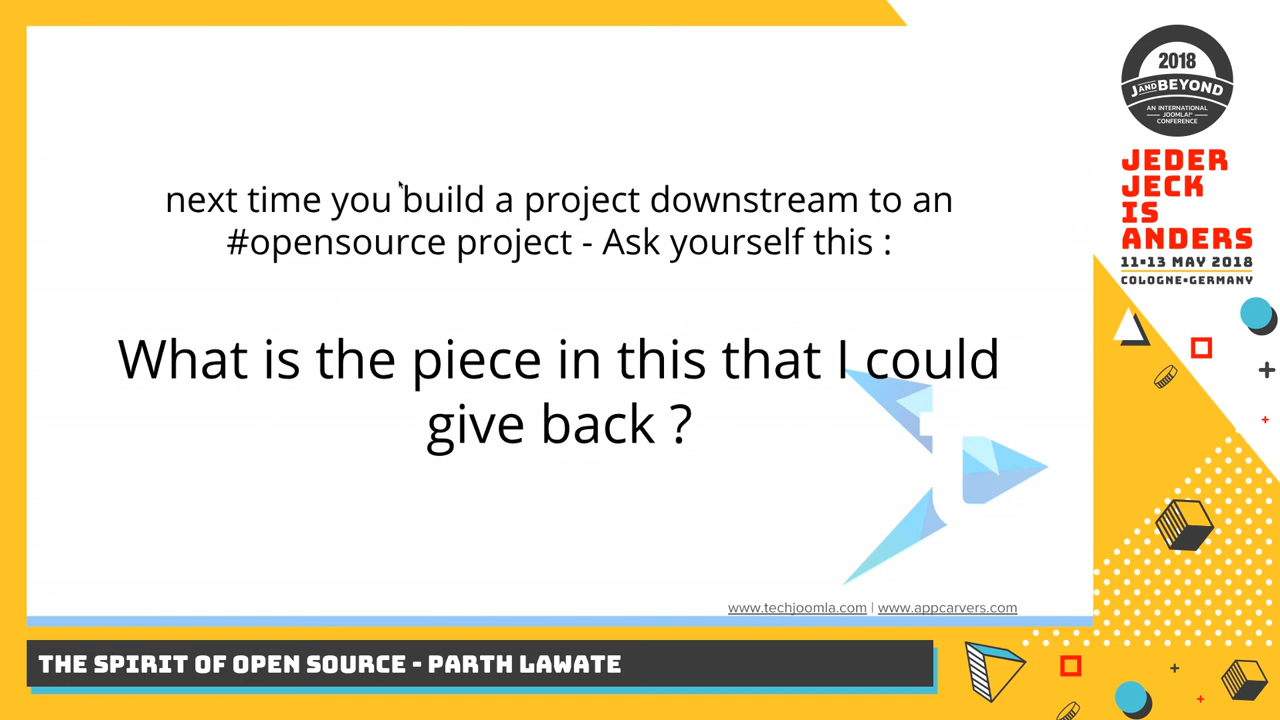 next time you build a project downstream to an
#opensource project - Ask yourself this :
What is the piece in this that I could
give back ?
www.techjoomla.com | www.appcarvers.com
THE SPIRIT OF OPEN SOURCE - PARTH LAWATE
2018
JANDBEYOND
AN INTERNATIONAL
JOOMLA!®
CONFERENCE
JEDER
JECK
IS
ANDERS
11-13 MAY 2018
COLOGNE•GERMANY